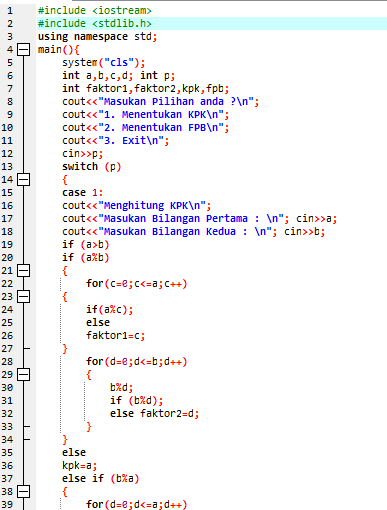 1 #include <iostream>
2 #include <stdlib.h>
3 using namespace std;
4 main(){
5 system("cls");
6 int a,b,c,d; int p;
7 int faktor1,faktor2,kpk,fpb;
8 cout<<"Masukan Pilihan anda ?\n";
9 cout<<"1. Menentukan KPK\n";
10 cout<<"2. Menentukan FPB\n";
11 cout<<"3. Exit\n";
12 cin>>p;
13 switch (p)
14 {
15 case 1:
16 cout<<"Menghitung KPK\n";
17 cout<<"Masukan Bilangan Pertama : \n"; cin>>a;
18 cout<<"Masukan Bilangan Kedua : \n"; cin>>b;
19 if (a>b)
20 if (a%b)
21 {
22 for(c=0;c<=a;c++)
23 {
24 if(a%c);
25 else
26 faktor1=c;
27 }
28 for(d=0;d<=b;d++)
29 {
30 b%d;
31 if (b%d);
32 else faktor2=d;
33 }
34 }
35 else
36 kpk=a;
37 else if (b%a)
38 {
39 for(d=0;d<=a;d++)